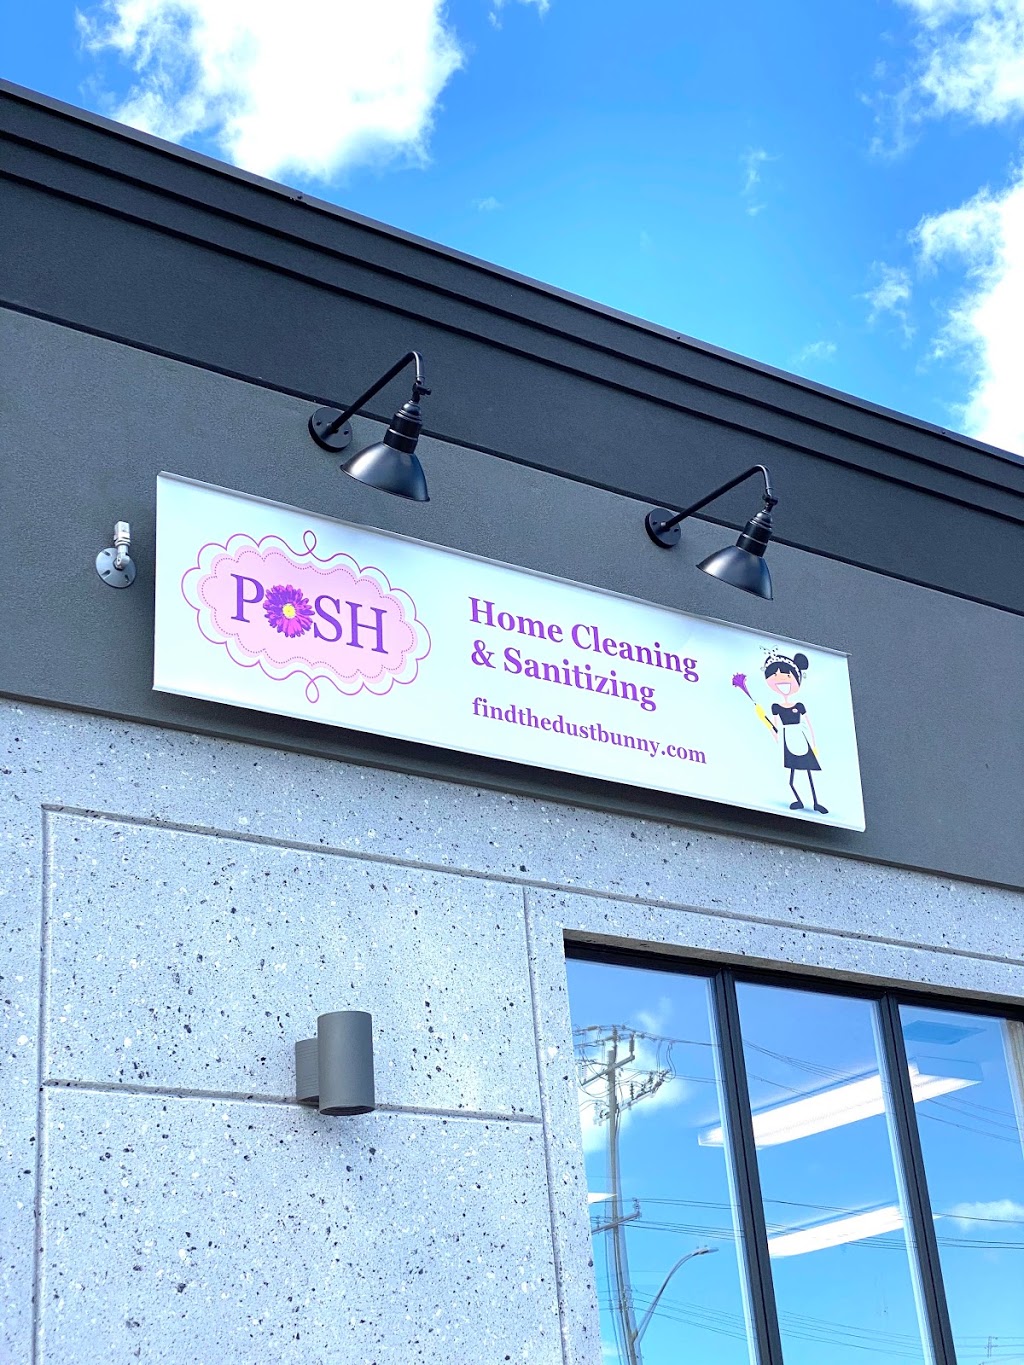 POSH
Home Cleaning
& Sanitizing
findthedustbunny.com